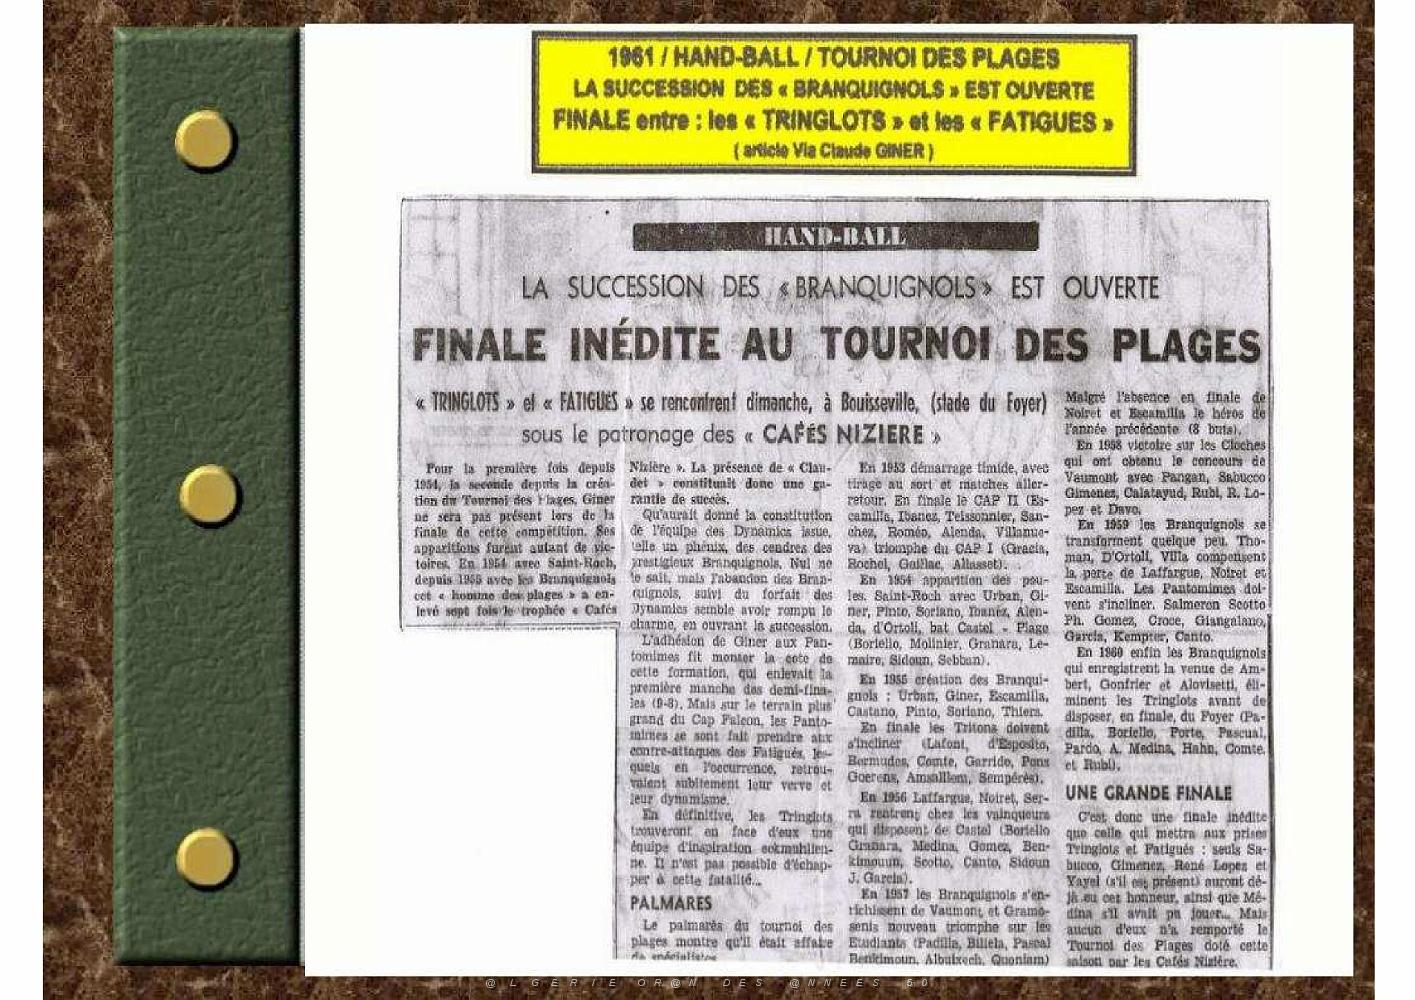 1961 / HAND-BALL / TOURNOI DES PLAGES
LA SUCCESSION DES « BRANQUIGNOLS » EST OUVERTE
FINALE entre : les « TRINGLOTS » et les « FATIGUES »
( article Via Claude GINER )
HAND-BALL
LA SUCCESSION DES « BRANQUIGNOLS » EST OUVERTE
FINALE INÉDITE AU TOURNOI DES PLAGES
« TRINGLOTS » et « FATIGUES » se rencontrent dimanche, à Bouisseville, (stade du Foyer)
sous le patronage des « CAFÉS NIZIERE »
Pour la première fois depuis
1951, la seconde depuis la créa-
tion du Tournoi des Plages, Giner
ne sera pas présent lors de la
finale de cette compétition. Ses
apparitions furent autant de vic-
toires. En 1954 avec Saint-Roch,
depuis 1955 avec les Branquignols
cet « homme des plages » a en-
levé sept fois le trophée « Cafés
Nizière ». La présence de « Clau-
det » constituait donc une ga-
rantie de succès.
Qu'aurait donné la constitution
de l'équipe des Dynamics issue,
telle un phénix, des cendres des
prestigieux Branquignols. Nul ne
le sait, mais l'abandon des Bran-
quignols, suivi du forfait des
Dynamics semble avoir rompu le
charme, en ouvrant la succession.
L'adhésion de Giner aux Pan-
tomimes fit monter la cote de
cette formation, qui enlevait la
première manche des demi-fina-
les (9-8). Mais sur le terrain plus
grand du Cap Falcon, les Panto-
mimes se sont fait prendre aux
contre-attaques des Fatigués, les-
quels en l'occurrence, retrou-
vaient subitement leur verve et
leur dynamisme.
En définitive, les Tringlots
trouveront en face d'eux une
équipe d'inspiration eckmuhlien-
ne. Il n'est pas possible d'échap-
per à cette fatalité...
PALMARES
Le palmarès du tournoi des
plages montre qu'il était affaire
de spécialistes.
En 1953 démarrage timide, avec
tirage au sort et matches aller-
retour. En finale le CAP II (Es-
camilla, Ibanez, Teissonnier, San-
chez, Roméo, Alenda, Villanue-
va) triomphe du CAP I (Gracia,
Rochel, Gaillac, Allasset).
En 1954 apparition des pou-
les. Saint-Roch avec Urban, Gi-
ner, Pinto, Soriano, Ibanez, Alen-
da, d'Ortoli, bat Castel - Plage
(Boriello, Molinier, Granara, Le-
maire, Sidoun, Sebban).
En 1955 création des Branqui-
gnols : Urban, Giner, Escamilla,
Castano, Pinto, Soriano, Thiers.
En finale les Tritons doivent
s'incliner (Lafont, d'Esposito,
Bermudes, Comte, Garrido, Pons
Goerens, Amsalllem, Sempérès).
En 1956 Laffargue, Noiret, Ser-
ra rentrent chez les vainqueurs
qui disposent de Castel (Boriello
Granara, Medina, Gomez, Ben-
kimoun, Scotto, Canto, Sidoun
J. Garcia).
En 1957 les Branquignols s'en-
richissent de Vaumont et Gramo-
senis nouveau triomphe sur les
Etudiants (Padilla, Billela, Pascal
Benkimoun, Albuixech, Quoniam)
Malgré l'absence en finale de
Noiret et Escamilla le héros de
l'année précédente (8 buts).
En 1958 victoire sur les Cloches
qui ont obtenu le concours de
Vaumont avec Pangan, Sabucco
Gimenez, Calatayud, Rubi, R. Lo-
pez et Davo.
En 1959 les Branquignols se
transforment quelque peu. Tho-
man, D'Ortoli, Villa compensent
la perte de Laffargue, Noiret et
Escamilla. Les Pantomimes doi-
vent s'incliner. Salmeron Scotto
Ph. Gomez, Croce, Giangalano,
Garcia, Kempter, Canto.
En 1960 enfin les Branquignols
qui enregistrent la venue de Am-
bert, Gonfrier et Alovisetti, éli-
minent les Tringlots avant de
disposer, en finale, du Foyer (Pa-
dilla, Boriello, Porte, Pascual,
Pardo, A. Medina, Hahn, Comte,
et Rubi).
UNE GRANDE FINALE
C'est donc une finale inédite
que celle qui mettra aux prises
Tringlots et Fatigués : seuls Sa-
bucco, Gimenez, René Lopez et
Yayel (s'il est présent) auront dé-
jà eu cet honneur, ainsi que Mé-
dina s'il avait pu jouer... Mais
aucun d'eux n'a remporté le
Tournoi des Plages doté cette
saison par les Cafés Nizière.
@LGERIE OR@N DES @NNEES 60